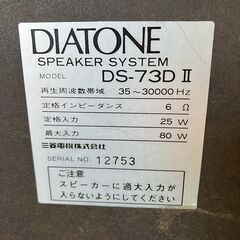 DIATONE
SPEAKER SYSTEM
MODEL DS-73D II
再生周波数帯域 35～30000 Hz
定格インピーダンス 6 Ω
定格入力 25 W
最大入力 80 W
三菱電機株式会社
SERIAL NO. 12753
ご注意
スピーカーに過大入力が
入らないようにしてください